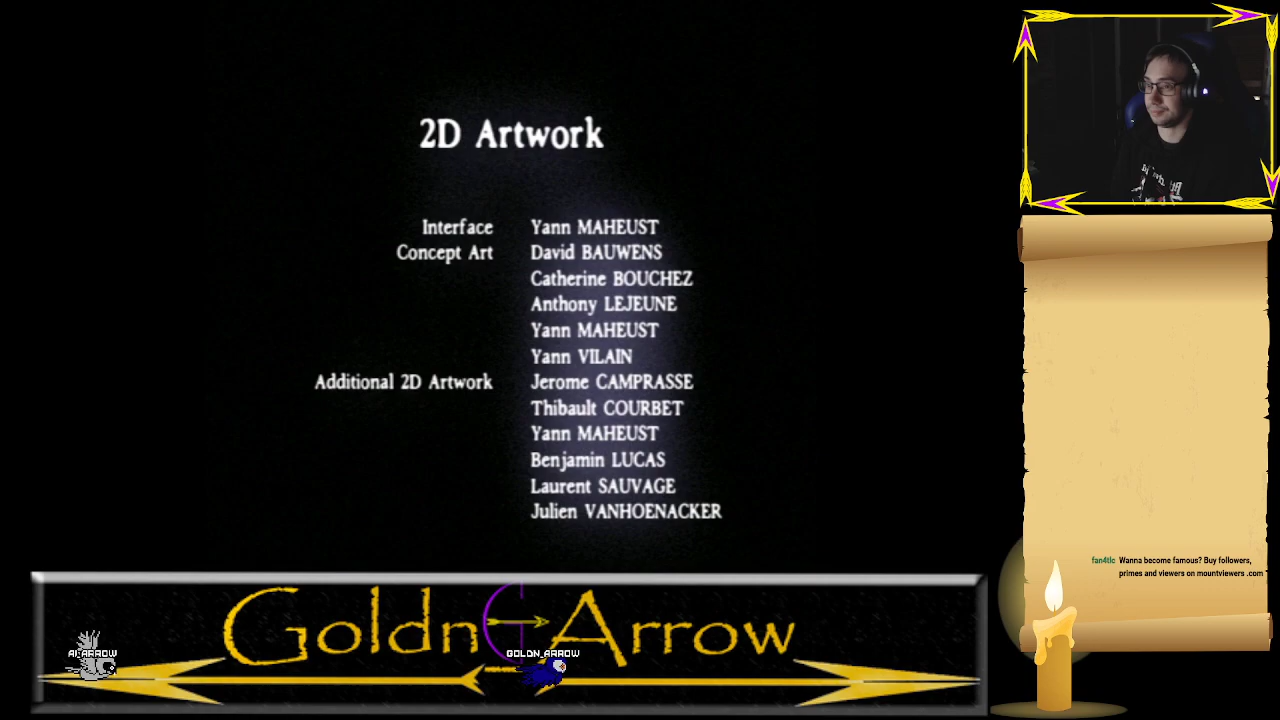 2D Artwork
Interface Yann MAHEUST
Concept Art David BAUWENS
Catherine BOUCHEZ
Anthony LEJEUNE
Yann MAHEUST
Yann VILAIN
Additional 2D Artwork Jerome CAMPRASSE
Thibault COURBET
Yann MAHEUST
Benjamin LUCAS
Laurent SAUVAGE
Julien VANHOENACKER
fan4tic Wanna become famous? Buy followers,
primes and viewers on mountviewers .com
Goldn Arrow
AI_ARROW
GOLDN_ARROW